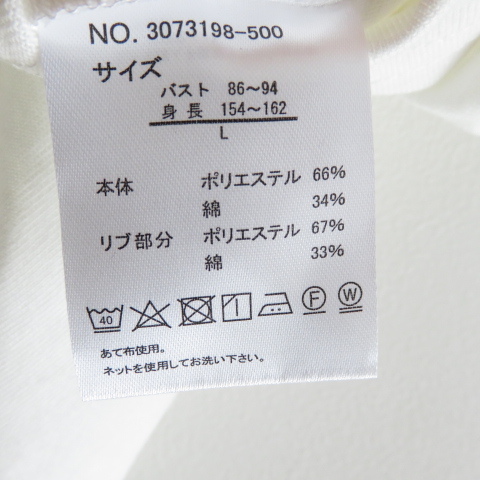 NO. 3073198-500
サイズ
バスト 86～94
身長 154～162
L
本体 ポリエステル 66%
綿 34%
リブ部分 ポリエステル 67%
綿 33%
40 F W
あて布使用。
ネットを使用してお洗い下さい。